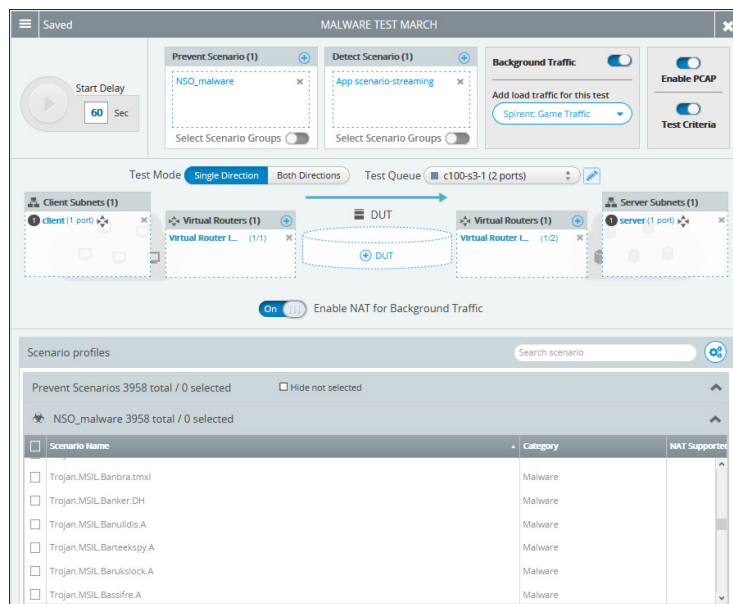 Saved
MALWARE TEST MARCH
Start Delay
60 Sec
Prevent Scenario (1)
NSO_malware
Select Scenario Groups
Detect Scenario (1)
App scenario-streaming
Select Scenario Groups
Background Traffic
Add load traffic for this test
Spirent: Game Traffic
Enable PCAP
Test Criteria
Test Mode Single Direction Both Directions Test Queue c100-s3-1 (2 ports)
Client Subnets (1)
1 client (1 port)
Virtual Routers (1)
Virtual Router I... (1/1)
DUT
DUT
Virtual Routers (1)
Virtual Router I... (1/2)
Server Subnets (1)
1 server (1 port)
On Enable NAT for Background Traffic
Scenario profiles
Search scenario
Prevent Scenarios 3958 total / 0 selected Hide not selected
NSO_malware 3958 total / 0 selected
Scenario Name Category NAT Supported
Trojan.MSIL.Banbra.tmxl Malware
Trojan.MSIL.Banker.DH Malware
Trojan.MSIL.Banulldis.A Malware
Trojan.MSIL.Barteekspy.A Malware
Trojan.MSIL.Barukslock.A Malware
Trojan.MSIL.Bassifre.A Malware